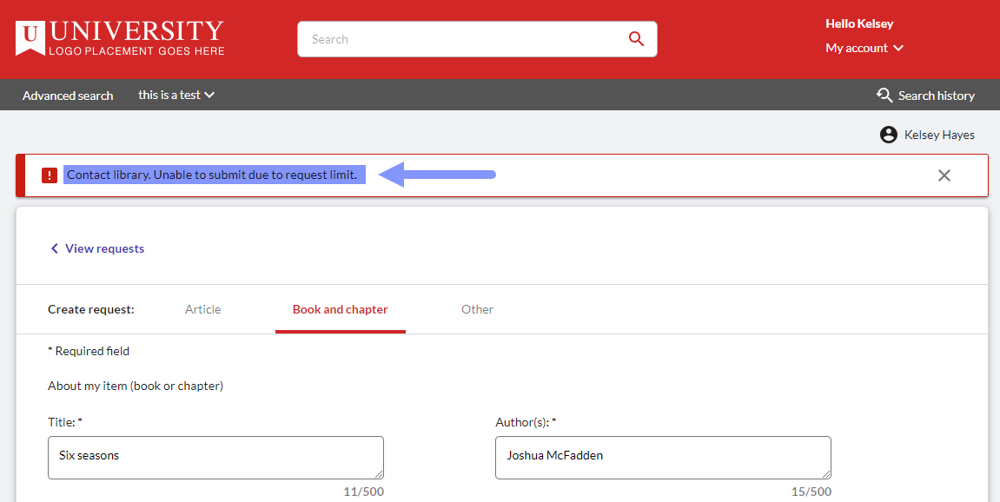 U UNIVERSITY
LOGO PLACEMENT GOES HERE
Search
Hello Kelsey
My account
Advanced search
this is a test
Search history
Kelsey Hayes
! Contact library. Unable to submit due to request limit.
View requests
Create request: Article Book and chapter Other
* Required field
About my item (book or chapter)
Title: * Author(s): *
Six seasons Joshua McFadden
11/500 15/500